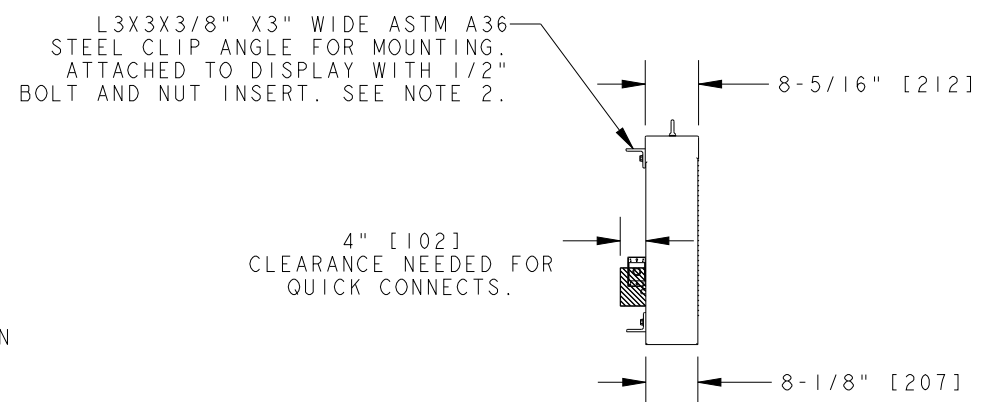 L3X3X3/8" X3" WIDE ASTM A36
STEEL CLIP ANGLE FOR MOUNTING.
ATTACHED TO DISPLAY WITH 1/2"
BOLT AND NUT INSERT. SEE NOTE 2.
8-5/16" [212]
4" [102]
CLEARANCE NEEDED FOR
QUICK CONNECTS.
N
8-1/8" [207]